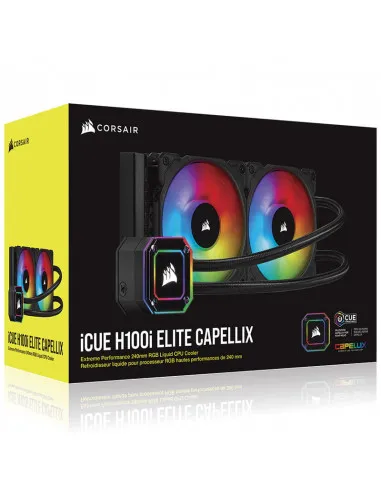 CORSAIR
iCUE H100i ELITE CAPELLIX
Extreme Performance 240mm RGB Liquid CPU Cooler
Refroidisseur liquide pour processeur RGB hautes performances de 240 mm
iCUE
CAPELLIX
iCUE H100i ELITE CAPELLIX